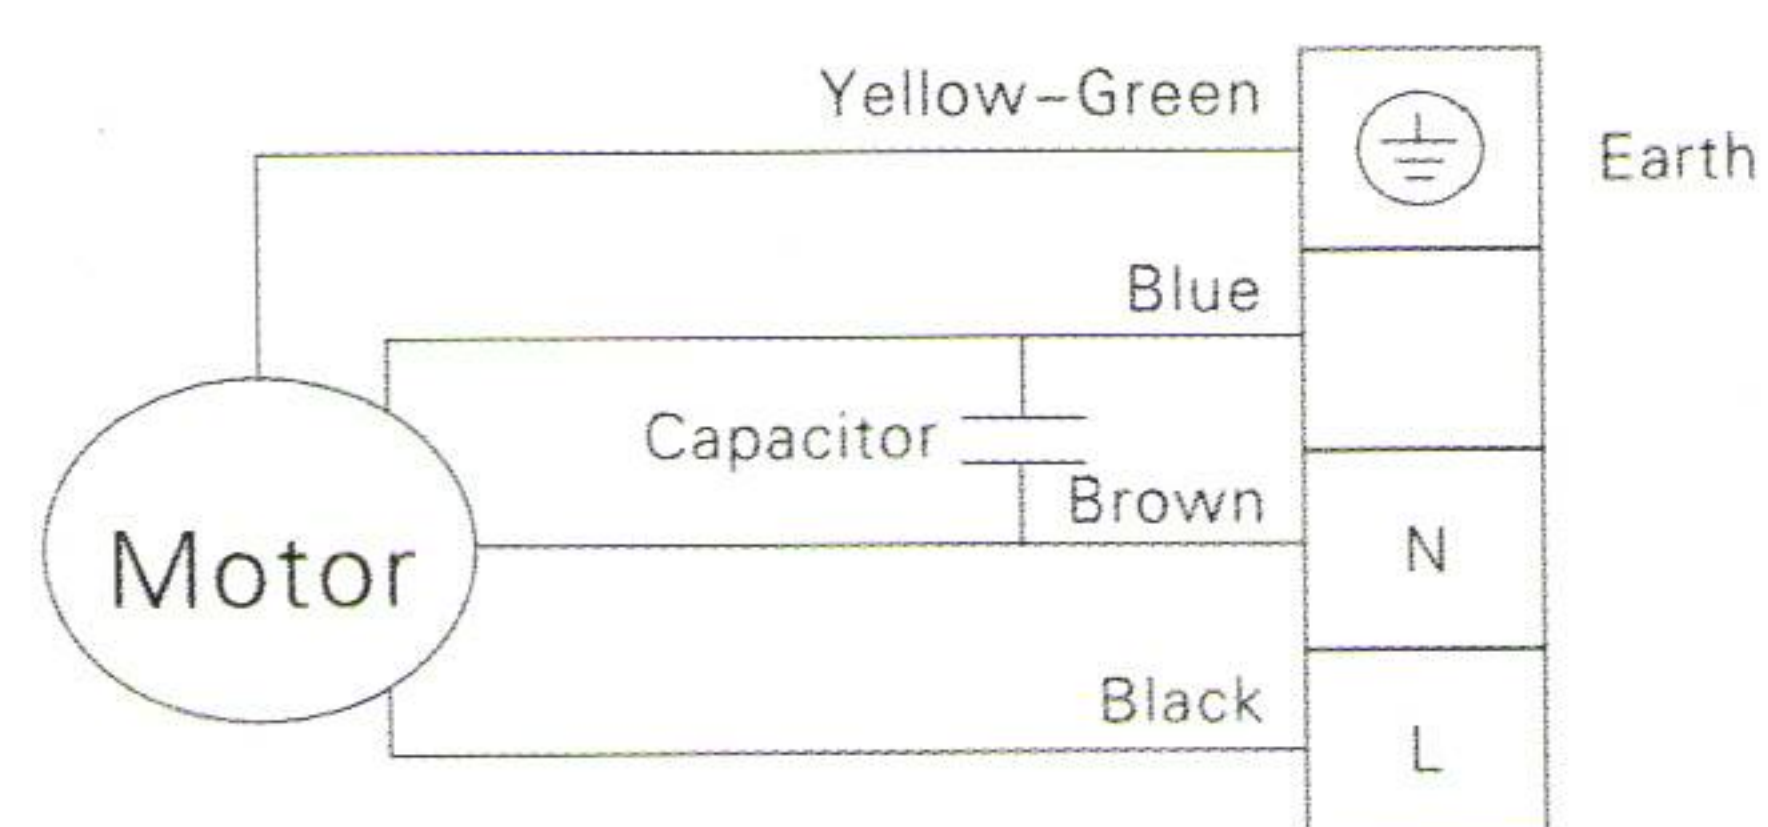 Yellow-Green
Earth
Blue
Capacitor
Brown
N
Motor
Black
L